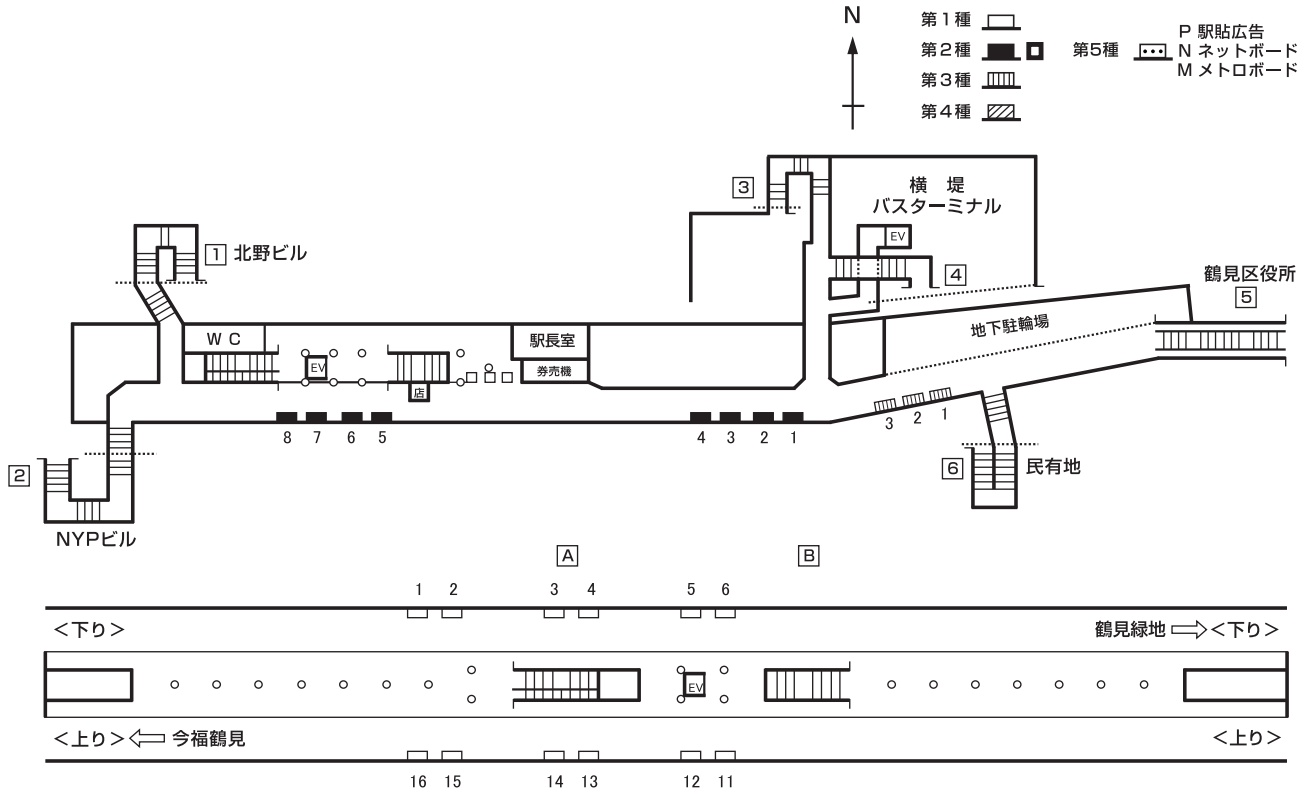 N
第1種
第2種
第3種
第4種
第5種
P 駅貼広告
N ネットボード
M メトロボード
3
横 堤
バスターミナル
EV
4
1 北野ビル
鶴見区役所
5
地下駐輪場
WC
EV
駅長室
券売機
店
8 7 6 5
4 3 2 1
3 2 1
2
NYPビル
6
民有地
A
B
1 2 3 4 5 6
<下り>
鶴見緑地 ⇨ <下り>
EV
<上り> ⇦ 今福鶴見
<上り>
16 15 14 13 12 11